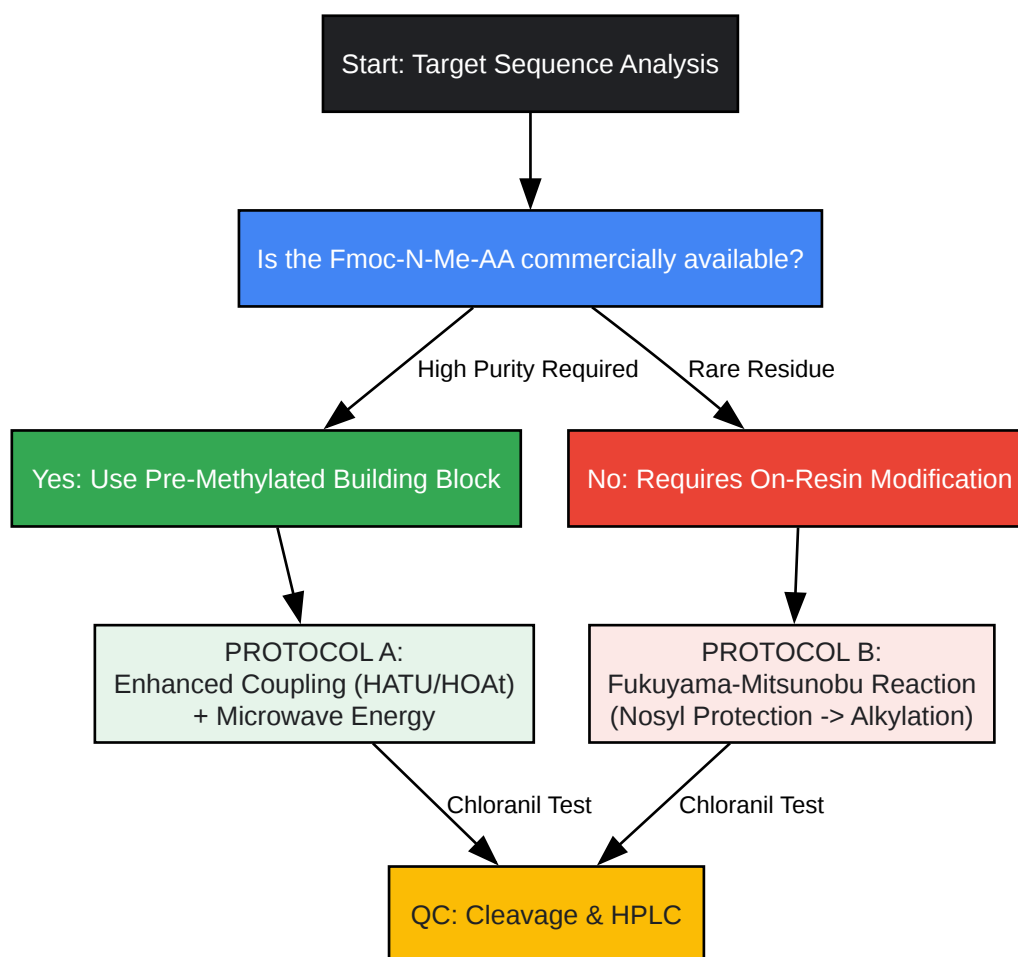 Start: Target Sequence Analysis
Is the Fmoc-N-Me-AA commercially available?
High Purity Required
Rare Residue
Yes: Use Pre-Methylated Building Block
No: Requires On-Resin Modification
PROTOCOL A:
Enhanced Coupling (HATU/HOAt)
+ Microwave Energy
PROTOCOL B:
Fukuyama-Mitsunobu Reaction
(Nosyl Protection -> Alkylation)
Chloranil Test
Chloranil Test
QC: Cleavage & HPLC